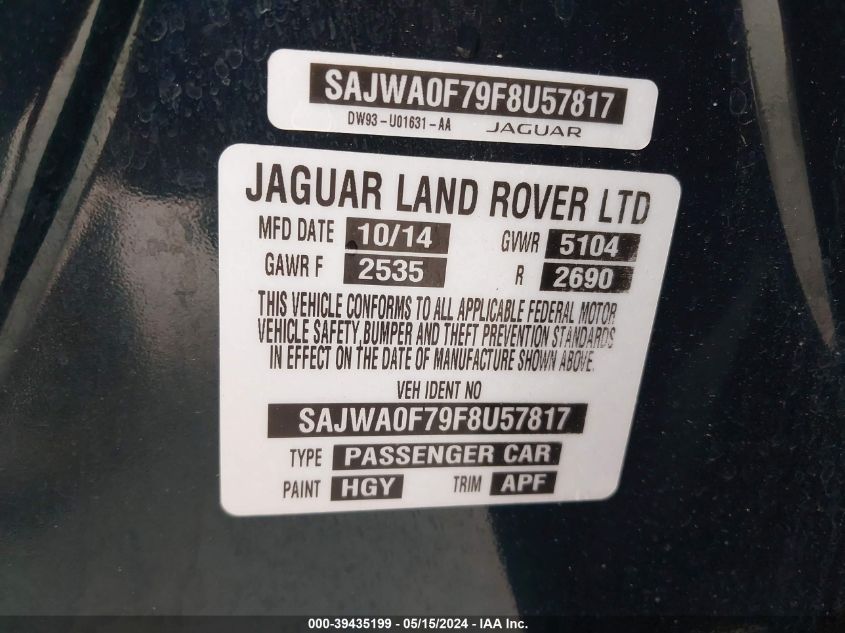 SAJWA0F79F8U57817
DW93-U01631-AA JAGUAR
JAGUAR LAND ROVER LTD
MFD DATE 10/14 GVWR 5104
GAWR F 2535 R 2690
THIS VEHICLE CONFORMS TO ALL APPLICABLE FEDERAL MOTOR
VEHICLE SAFETY,BUMPER AND THEFT PREVENTION STANDARDS
IN EFFECT ON THE DATE OF MANUFACTURE SHOWN ABOVE.
VEH IDENT NO
SAJWA0F79F8U57817
TYPE PASSENGER CAR
PAINT HGY TRIM APF
000-39435199 - 05/15/2024 - IAA Inc.